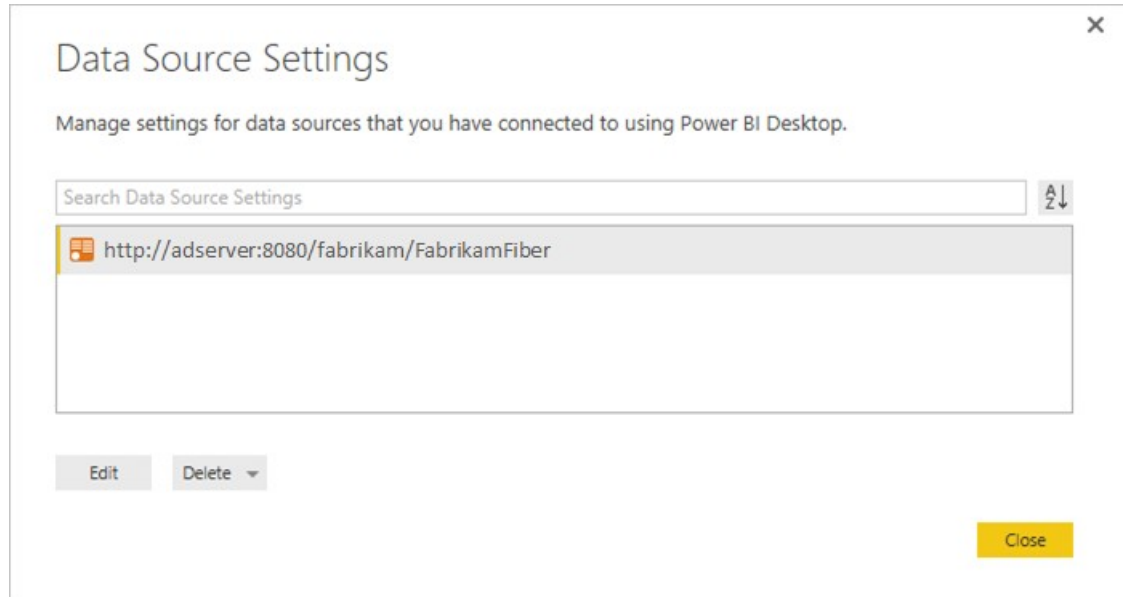 Data Source Settings
Manage settings for data sources that you have connected to using Power BI Desktop.
Search Data Source Settings
http://adserver:8080/fabrikam/FabrikamFiber
Edit
Delete
Close